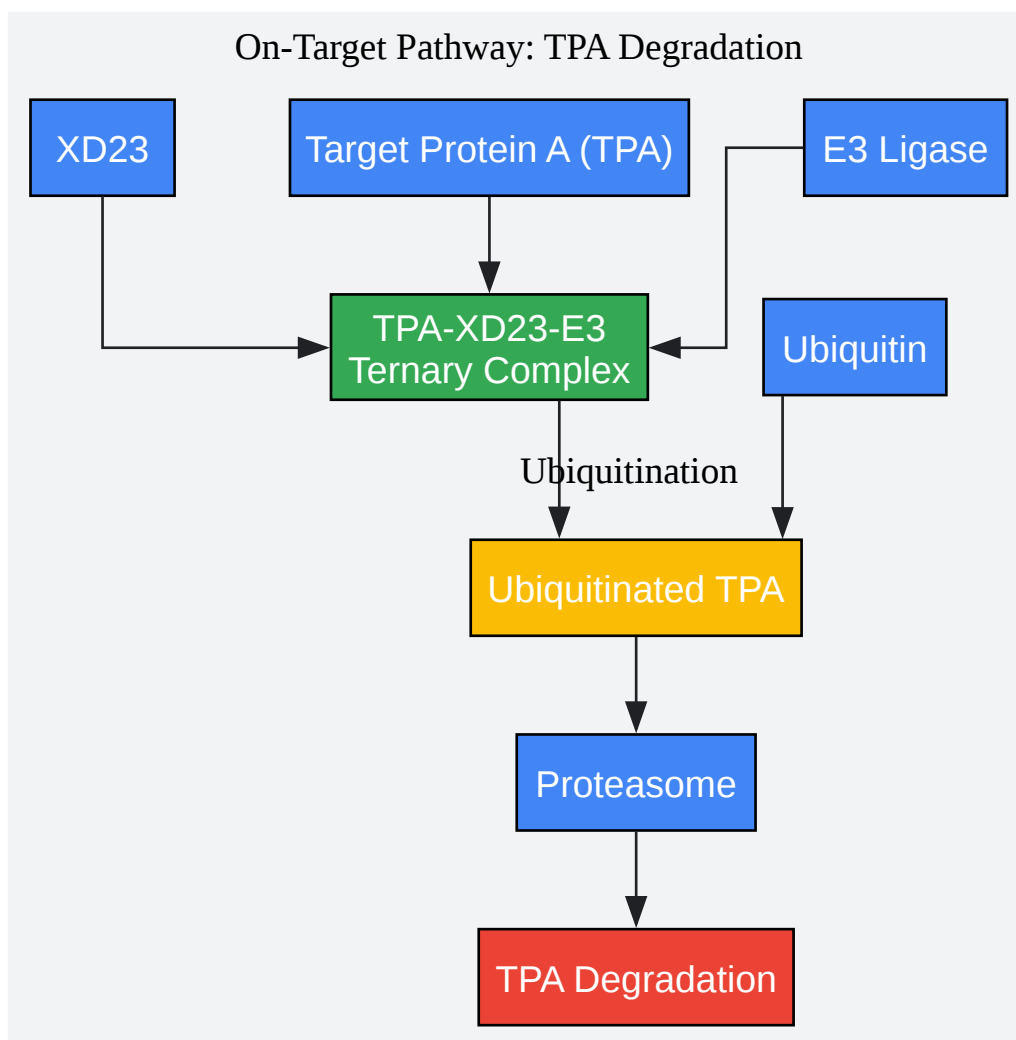 On-Target Pathway: TPA Degradation
XD23
Target Protein A (TPA)
E3 Ligase
TPA-XD23-E3
Ternary Complex
Ubiquitin
Ubiquitination
Ubiquitinated TPA
Proteasome
TPA Degradation